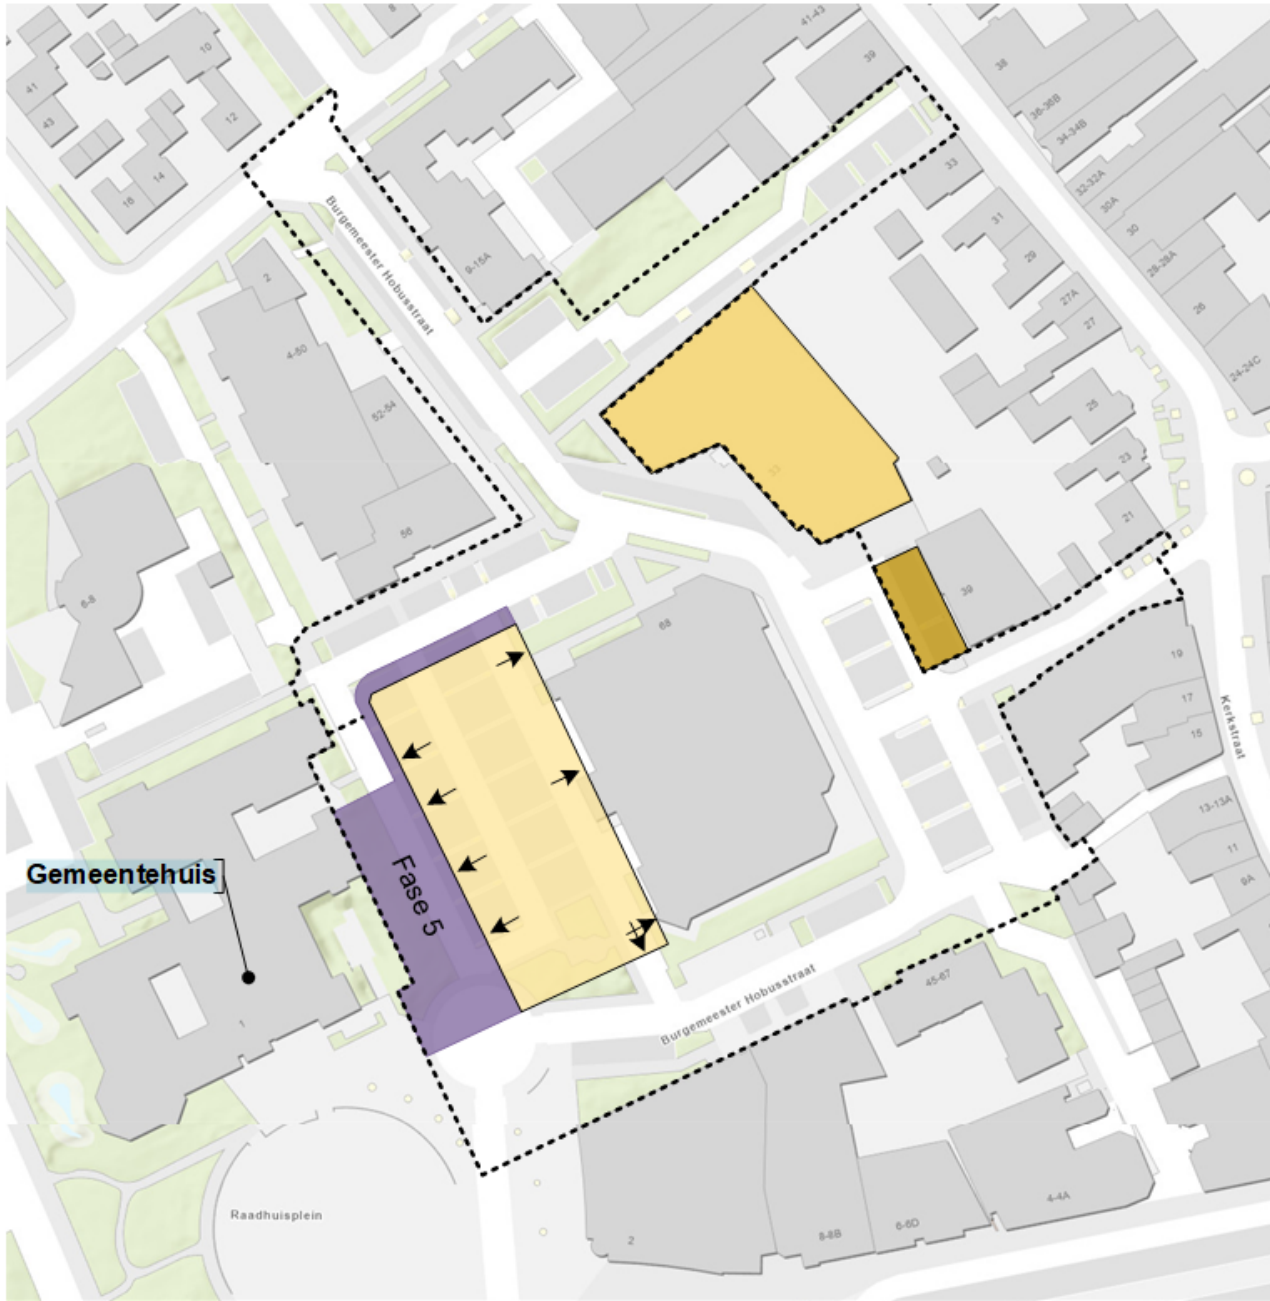 41-43
8
39
10
38
41
36-36B
43
12
34-34B
14
33
32-32A
16
30A
31
30
9-15A
29
28-28A
2
27A
26
27
Burgemeester Hobusstraat
4-50
24-24C
52-54
25
23
33
21
56
39
6-8
68
19
17
15
Kerkstraat
13-13A
Gemeentehuis
Fase 5
11
9A
45-67
Burgemeester Hobusstraat
1
4-4A
Raadhuisplein
6-6D
8-8B
2